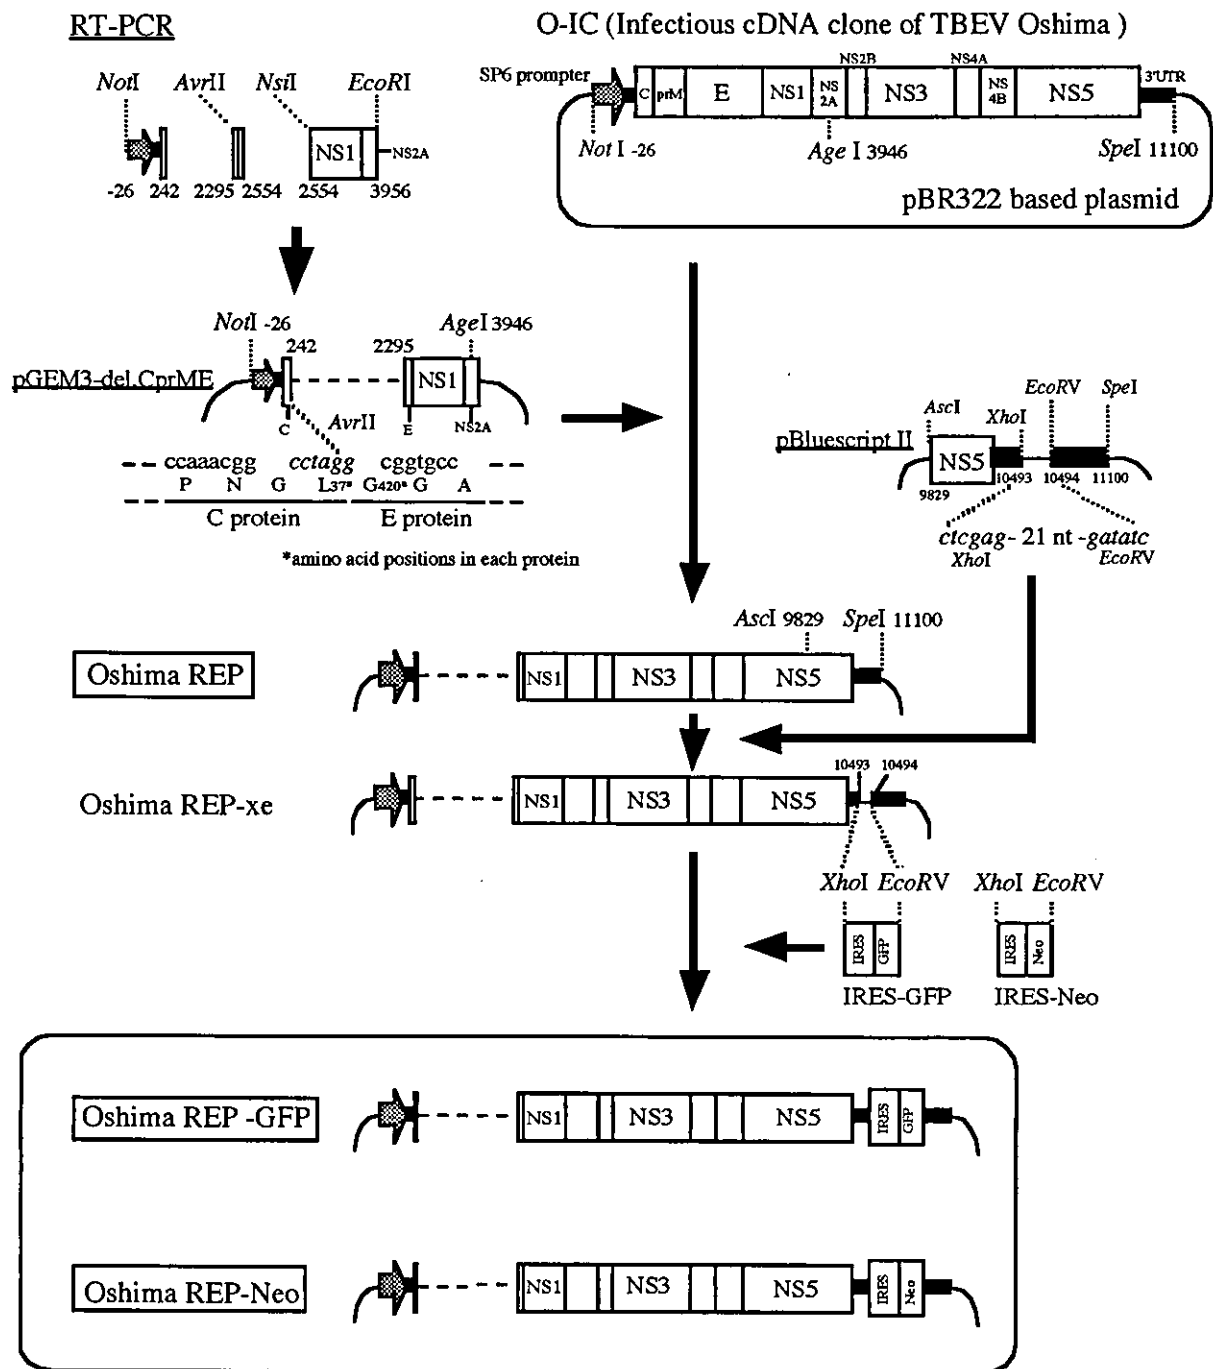 RT-PCR
O-IC (Infectious cDNA clone of TBEV Oshima )
NotI AvrII NsiI EcoRI
NS1 NS2A
-26 242 2295 2554 2554 3956
SP6 prompter NS2B NS4A 3'UTR
C prM E NS1 NS 2A NS3 NS 4B NS5
Not I -26 Age I 3946 SpeI 11100
pBR322 based plasmid
NotI -26 AgeI 3946
242 2295
pGEM3-del.CprME NS1
C AvrII E NS2A
ccaaacgg cctagg cggtgcc
P N G L37* G420* G A
C protein E protein
*amino acid positions in each protein
EcoRV SpeI
AscI XhoI
pBluescript II NS5
9829 10493 10494 11100
ctcgag- 21 nt -gatatc
XhoI EcoRV
AscI 9829 SpeI 11100
Oshima REP NS1 NS3 NS5
10493 10494
Oshima REP-xe NS1 NS3 NS5
XhoI EcoRV XhoI EcoRV
IRES GFP IRES Neo
IRES-GFP IRES-Neo
Oshima REP -GFP NS1 NS3 NS5 IRES GFP
Oshima REP-Neo NS1 NS3 NS5 IRES Neo